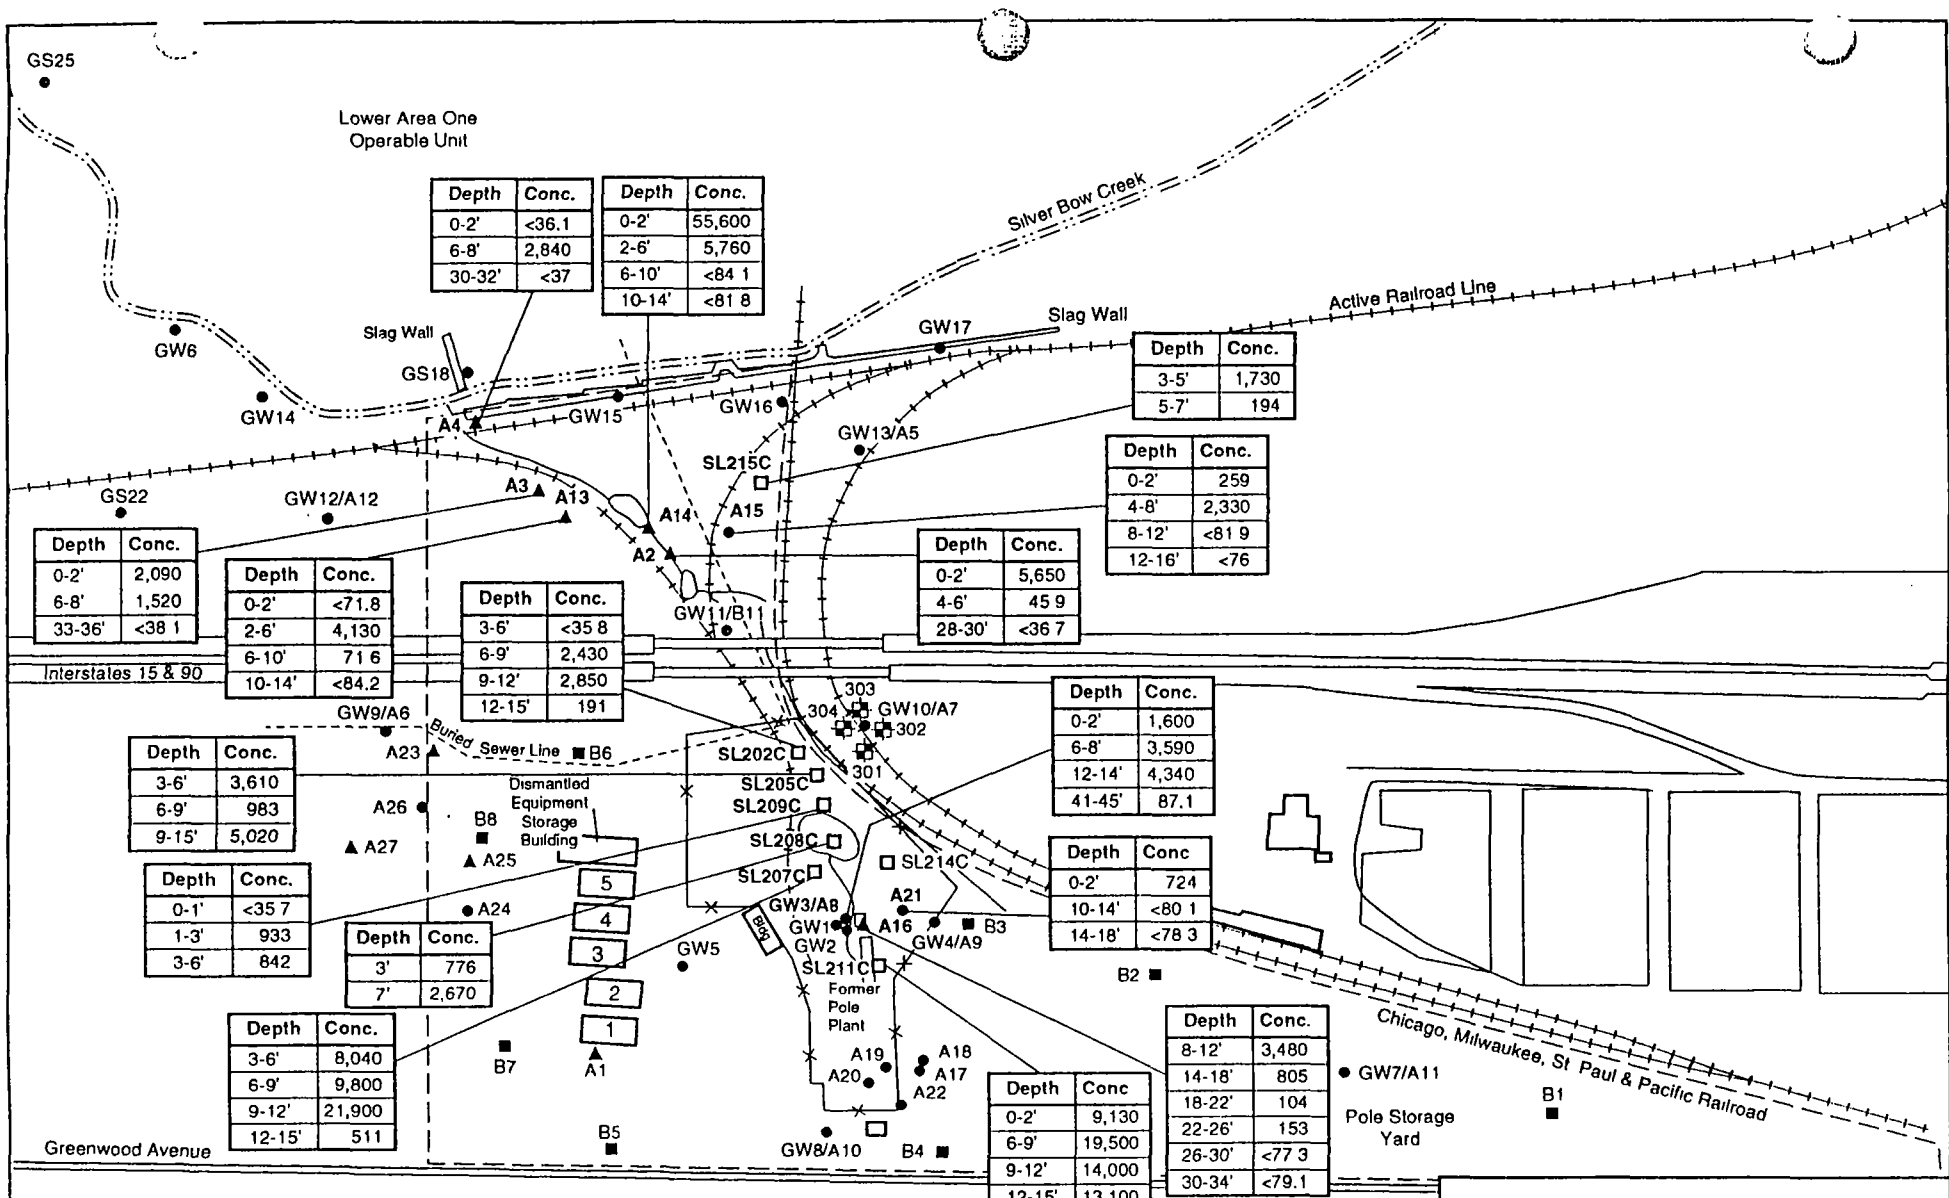 GS25
Lower Area One
Operable Unit
Depth Conc.
0-2' <36.1
6-8' 2,840
30-32' <37
Depth Conc.
0-2' 55,600
2-6' 5,760
6-10' <84 1
10-14' <81 8
Silver Bow Creek
Active Railroad Line
Slag Wall
GW6
GS18
GW14
A4
GW15
GW16
GW17
Slag Wall
Depth Conc.
3-5' 1,730
5-7' 194
GW13/A5
SL215C
Depth Conc.
0-2' 259
4-8' 2,330
8-12' <81 9
12-16' <76
GS22
GW12/A12
A3
A13
A14
A15
A2
Depth Conc.
0-2' 2,090
6-8' 1,520
33-36' <38 1
Depth Conc.
0-2' <71.8
2-6' 4,130
6-10' 71 6
10-14' <84.2
Depth Conc.
3-6' <35 8
6-9' 2,430
9-12' 2,850
12-15' 191
GW11/B11
Depth Conc.
0-2' 5,650
4-6' 45 9
28-30' <36 7
Interstates 15 & 90
GW9/A6
A23
Buried Sewer Line
B6
303
304
GW10/A7
302
301
SL202C
SL205C
SL209C
SL208C
SL207C
SL214C
Depth Conc.
0-2' 1,600
6-8' 3,590
12-14' 4,340
41-45' 87.1
Depth Conc.
3-6' 3,610
6-9' 983
9-15' 5,020
A26
A27
B8
A25
A24
Dismantled
Equipment
Storage
Building
5
4
3
2
1
Depth Conc.
0-1' <35 7
1-3' 933
3-6' 842
Depth Conc.
3' 776
7' 2,670
Depth Conc.
3-6' 8,040
6-9' 9,800
9-12' 21,900
12-15' 511
Bldg
GW5
GW3/A8
GW1
GW2
A16
A21
GW4/A9
B3
SL211C
Former
Pole
Plant
Depth Conc
0-2' 724
10-14' <80 1
14-18' <78 3
B2
B7
A1
A19
A20
A18
A17
A22
B5
GW8/A10
B4
Depth Conc
0-2' 9,130
6-9' 19,500
9-12' 14,000
12-15' 13,100
Depth Conc.
8-12' 3,480
14-18' 805
18-22' 104
22-26' 153
26-30' <77 3
30-34' <79.1
Chicago, Milwaukee, St Paul & Pacific Railroad
GW7/A11
Pole Storage
Yard
B1
Greenwood Avenue